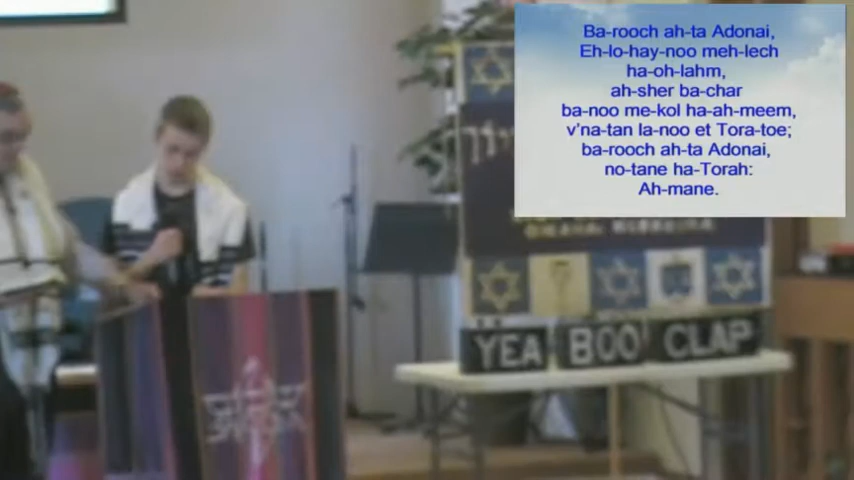 Ba-rooch ah-ta Adonai,
Eh-lo-hay-noo meh-lech
ha-oh-lahm,
ah-sher ba-char
ba-noo me-kol ha-ah-meem,
v'na-tan la-noo et Tora-toe;
ba-rooch ah-ta Adonai,
no-tane ha-Torah:
Ah-mane.
YEA BOO CLAP